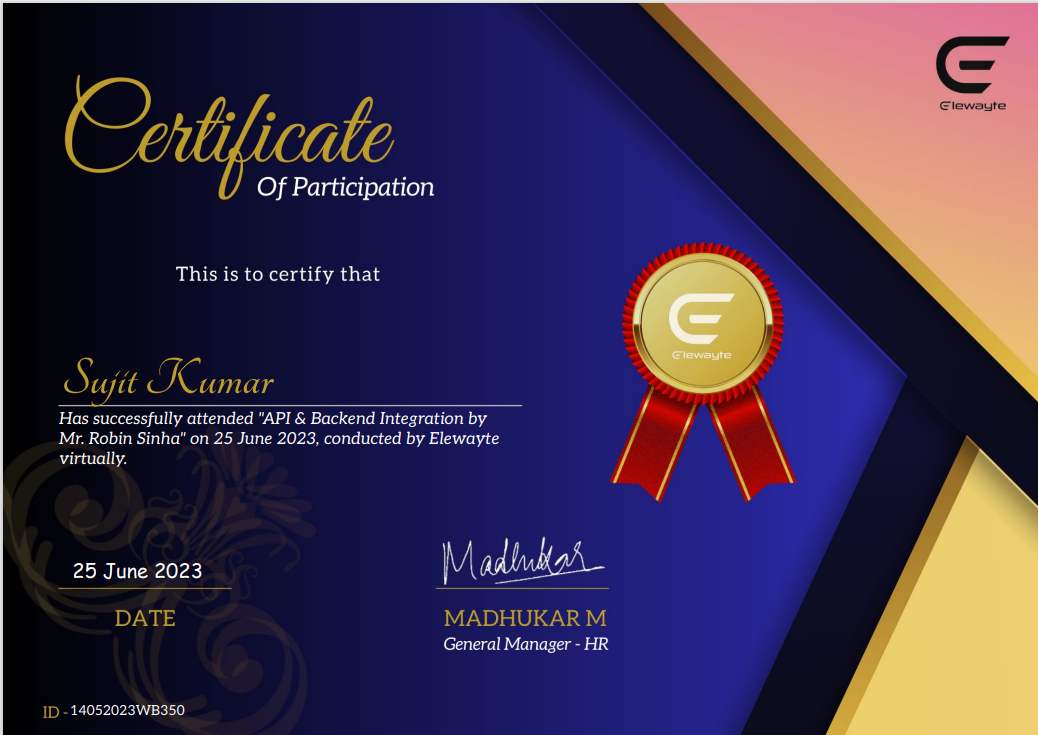 Elewayte
Certificate
Of Participation
This is to certify that
Elewayte
Sujit Kumar
Has successfully attended "API & Backend Integration by
Mr. Robin Sinha" on 25 June 2023, conducted by Elewayte
virtually.
25 June 2023
DATE
Madhukar
MADHUKAR M
General Manager - HR
ID - 14052023WB350